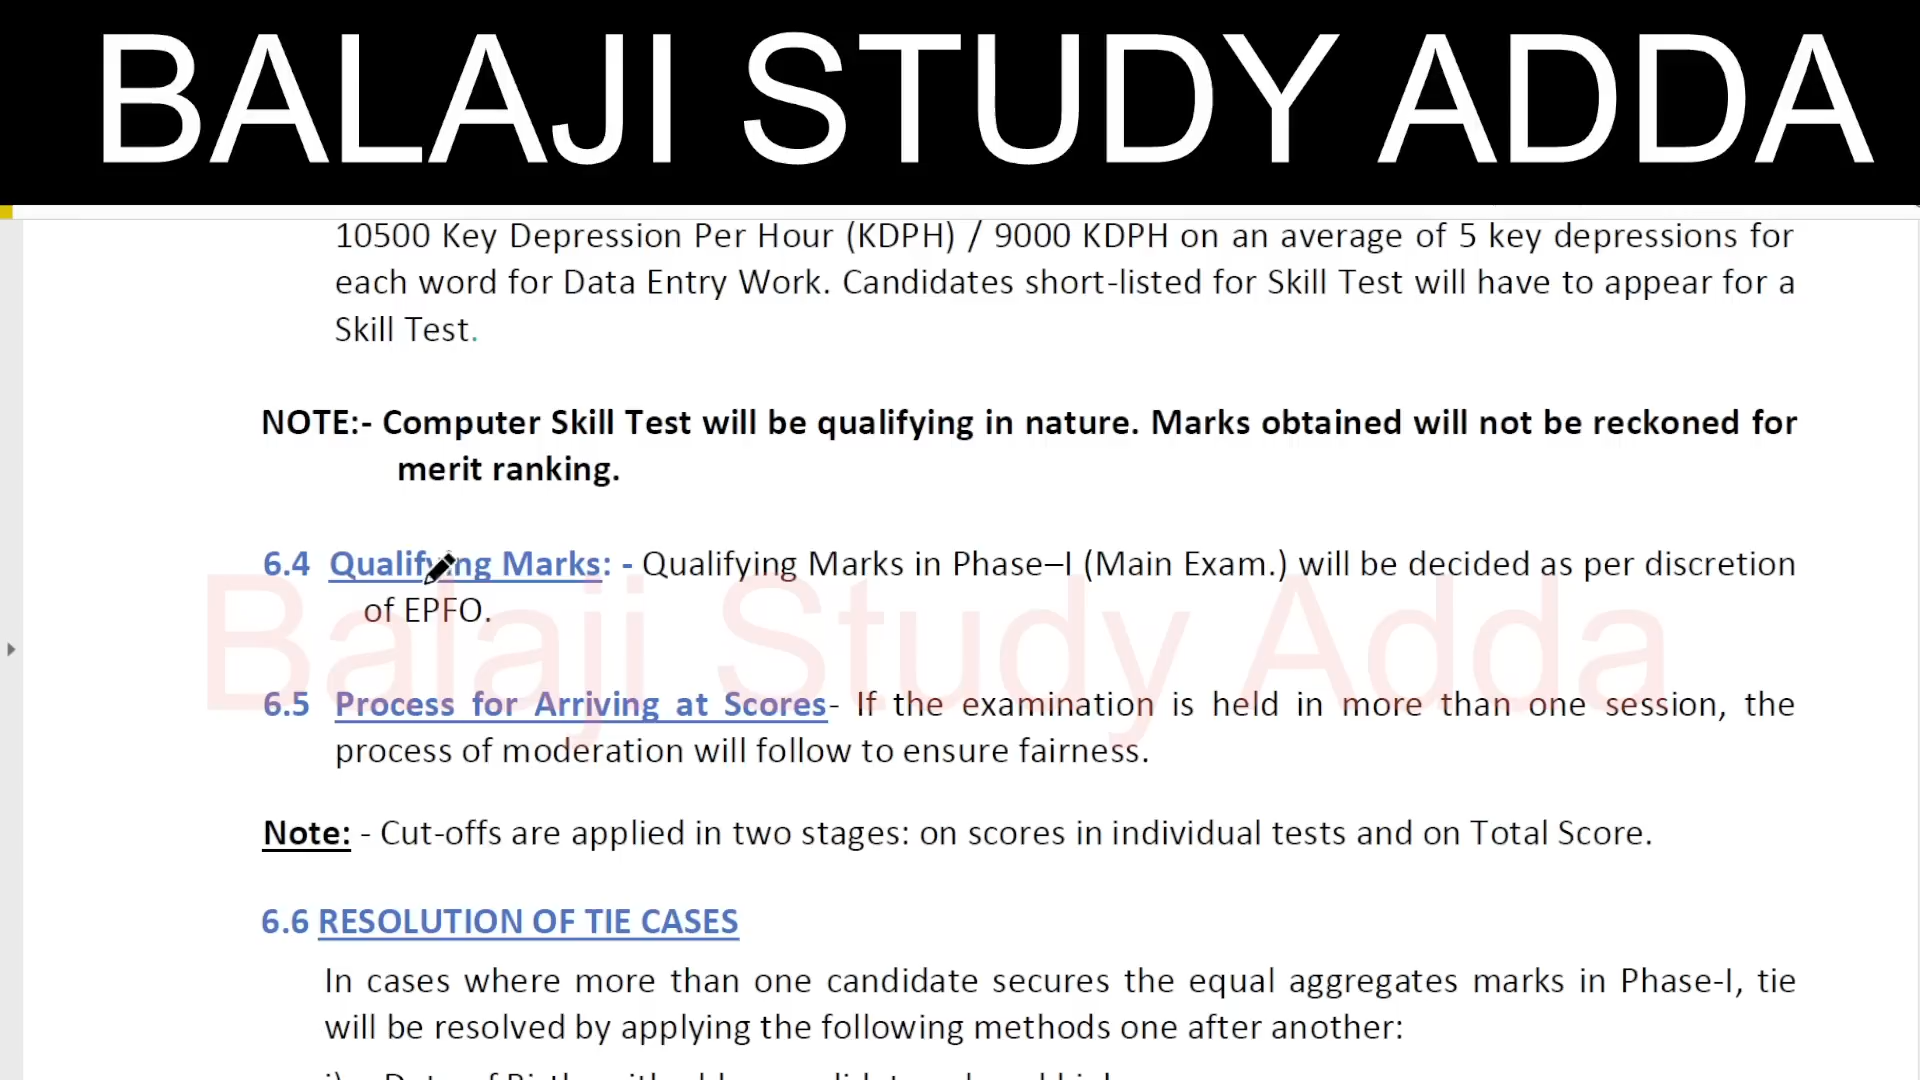 BALAJI STUDY ADDA
10500 Key Depression Per Hour (KDPH) / 9000 KDPH on an average of 5 key depressions for
each word for Data Entry Work. Candidates short-listed for Skill Test will have to appear for a
Skill Test.
NOTE:- Computer Skill Test will be qualifying in nature. Marks obtained will not be reckoned for
merit ranking.
6.4 Qualifying Marks: - Qualifying Marks in Phase–I (Main Exam.) will be decided as per discretion
of EPFO.
Balaji Study Adda
6.5 Process for Arriving at Scores- If the examination is held in more than one session, the
process of moderation will follow to ensure fairness.
Note: - Cut-offs are applied in two stages: on scores in individual tests and on Total Score.
6.6 RESOLUTION OF TIE CASES
In cases where more than one candidate secures the equal aggregates marks in Phase-I, tie
will be resolved by applying the following methods one after another: